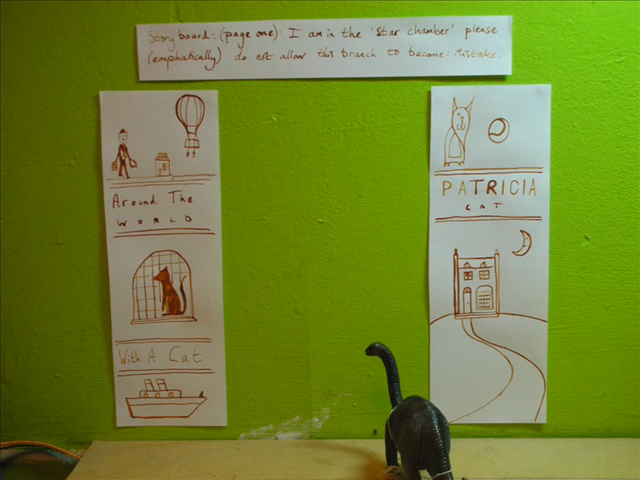 Story board: (page one): I am in the 'Star chamber' please
(emphatically) do not allow this branch to become: Mistake.
Around The
WORLD
With A Cat
PATRICIA
CAT